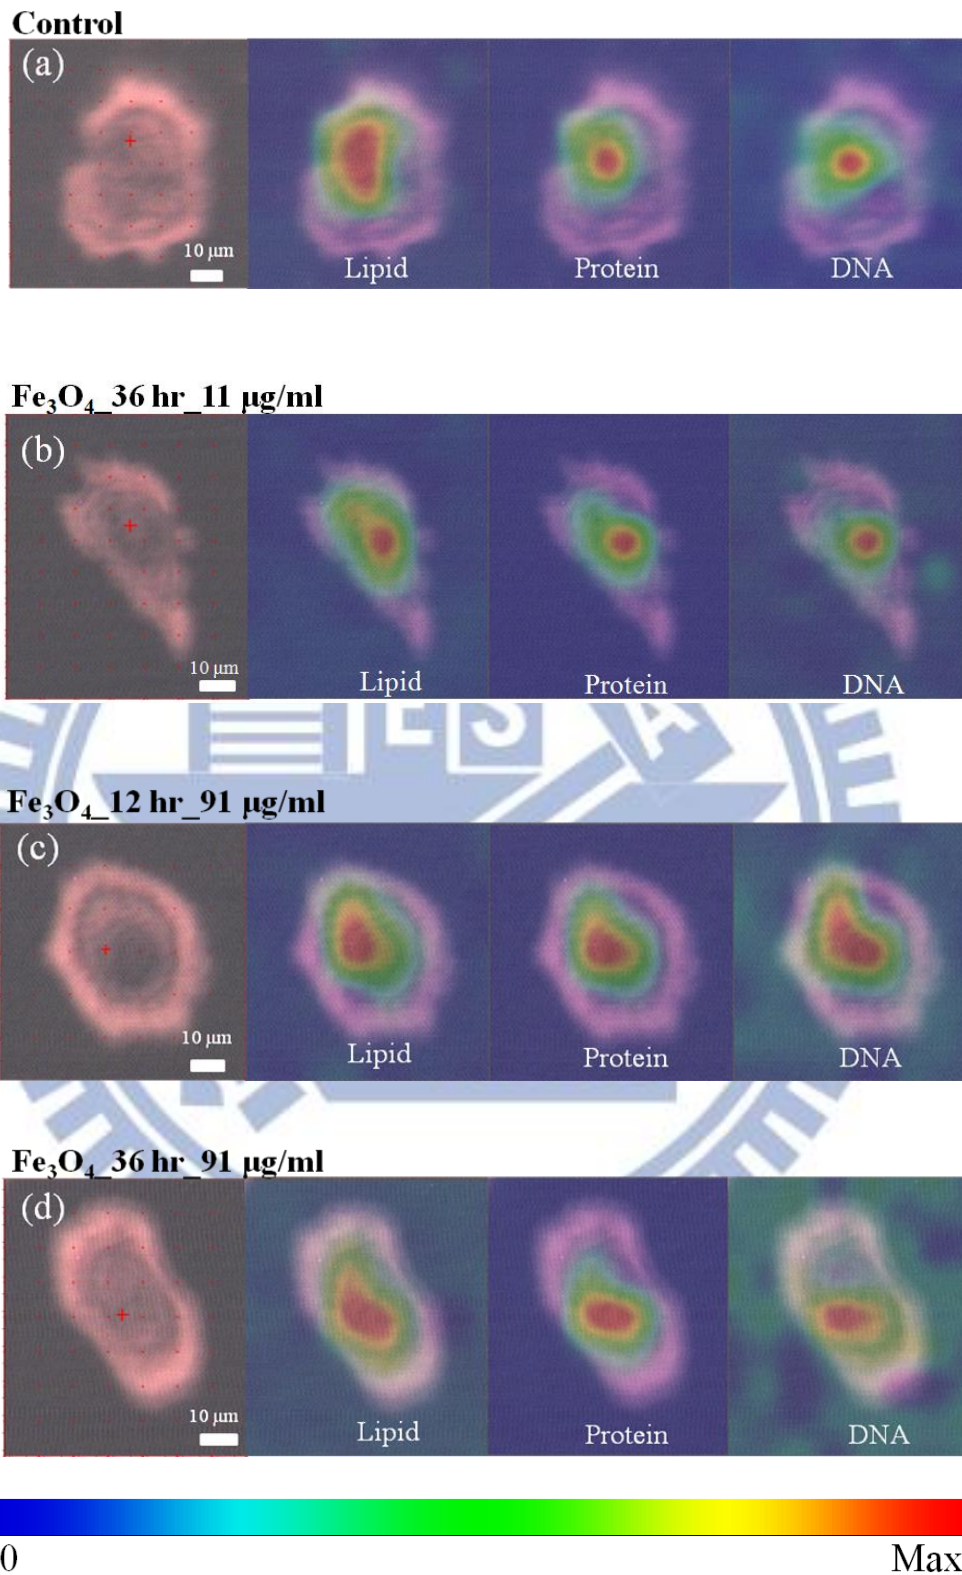 Control
(a)
10 μm
Lipid
Protein
DNA
Fe₃O₄_36 hr_11 μg/ml
(b)
10 μm
Lipid
Protein
DNA
E S A
Fe₃O₄_12 hr_91 μg/ml
(c)
10 μm
Lipid
Protein
DNA
Fe₃O₄_36 hr_91 μg/ml
(d)
10 μm
Lipid
Protein
DNA
0 Max